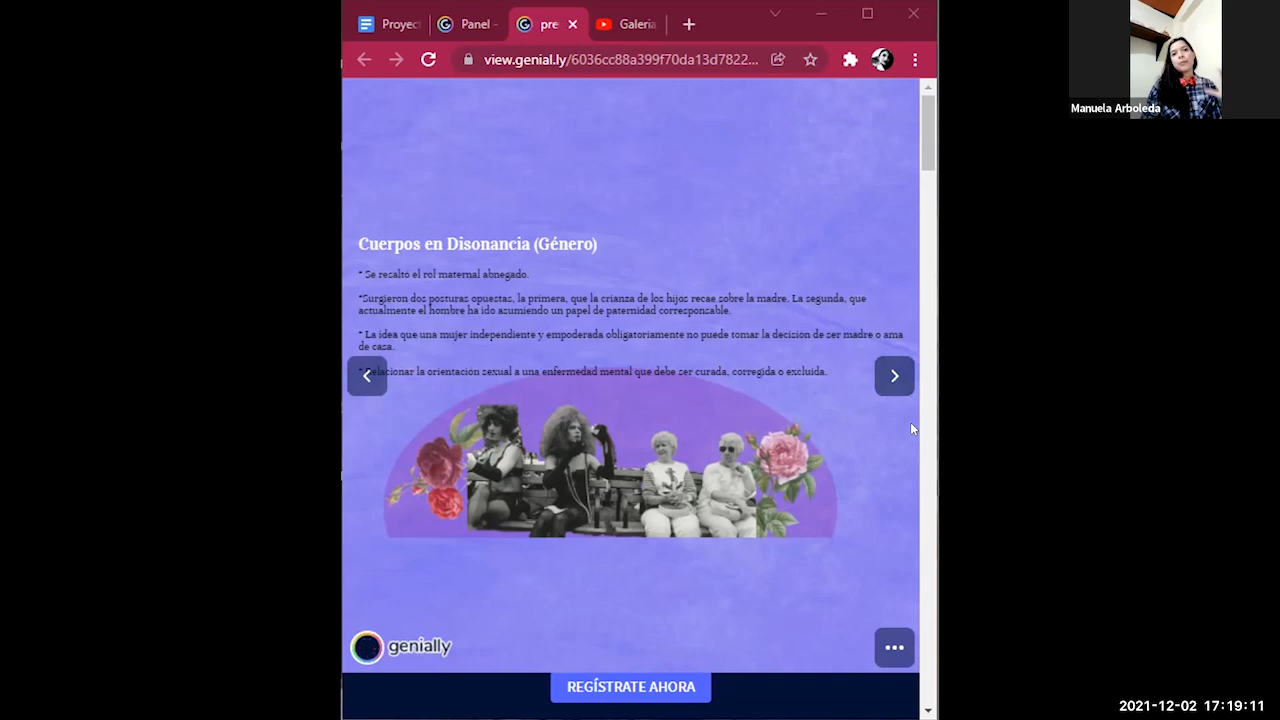 Proyec
Panel -
pre
Galeria
view.genial.ly/6036cc88a399f70da13d7822...
Manuela Arboleda
Cuerpos en Disonancia (Género)
* Se resaltó el rol maternal abnegado.
*Surgieron dos posturas opuestas, la primera, que la crianza de los hijos recae sobre la madre. La segunda, que
actualmente el hombre ha ido asumiendo un papel de paternidad corresponsable.
* La idea que una mujer independiente y empoderada obligatoriamente no puede tomar la decisión de ser madre o ama
de casa.
* Relacionar la orientación sexual a una enfermedad mental que debe ser curada, corregida o excluida.
genially
REGÍSTRATE AHORA
2021-12-02 17:19:11